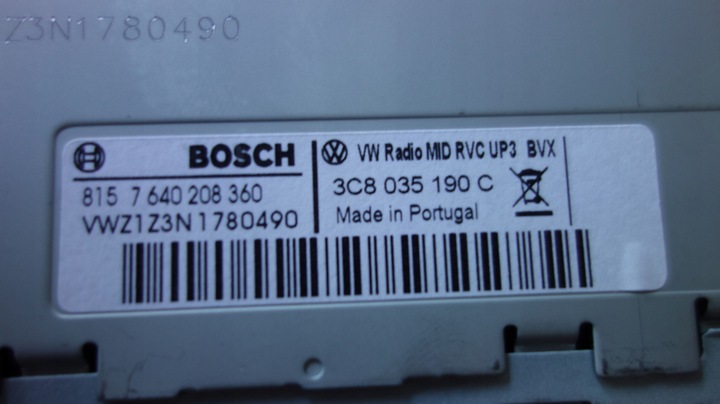 Z3N1780490
BOSCH
815 7 640 208 360
VWZ1Z3N1780490
VW Radio MID RVC UP3 BVX
3C8 035 190 C
Made in Portugal